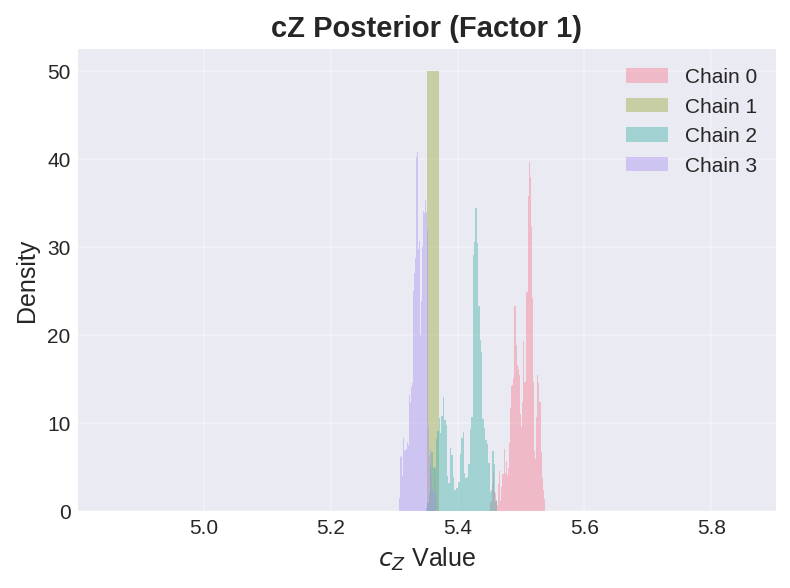 cZ Posterior (Factor 1)
50
40
30
20
10
0
Density
Chain 0
Chain 1
Chain 2
Chain 3
5.0 5.2 5.4 5.6 5.8
c_Z Value